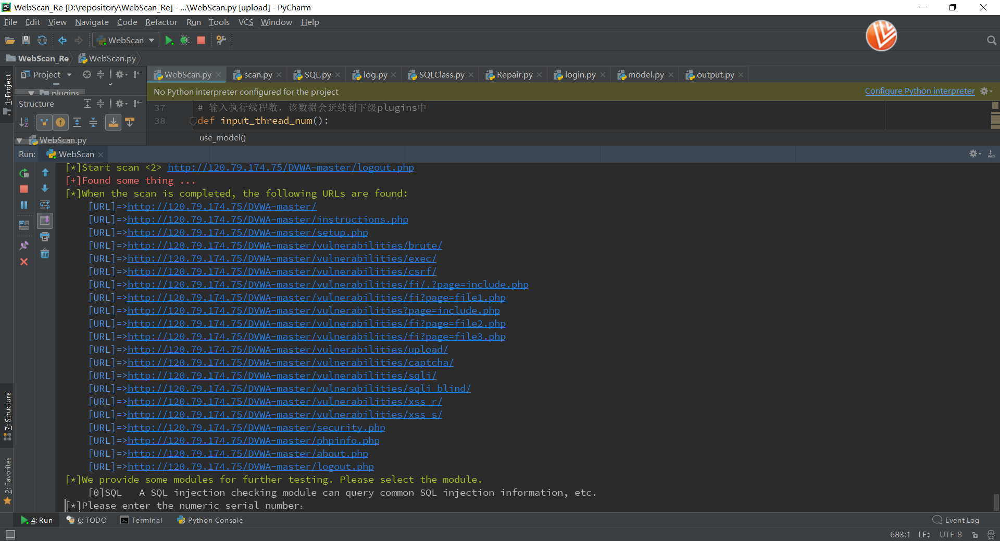 WebScan_Re [D:\repository\WebScan_Re] - ...\WebScan.py [upload] - PyCharm
File Edit View Navigate Code Refactor Run Tools VCS Window Help
WebScan
WebScan_Re WebScan.py
1: Project
Project
WebScan.py scan.py SQL.py log.py SQLClass.py Repair.py login.py model.py output.py
plugins
No Python interpreter configured for the project Configure Python interpreter
Structure
37 # 输入执行线程数，该数据会延续到下级plugins中
38 def input_thread_num():
use_model()
WebScan.py
Run: WebScan
[*]Start scan <2> http://120.79.174.75/DVWA-master/logout.php
[+]Found some thing ...
[*]When the scan is completed, the following URLs are found:
[URL]=>http://120.79.174.75/DVWA-master/
[URL]=>http://120.79.174.75/DVWA-master/instructions.php
[URL]=>http://120.79.174.75/DVWA-master/setup.php
[URL]=>http://120.79.174.75/DVWA-master/vulnerabilities/brute/
[URL]=>http://120.79.174.75/DVWA-master/vulnerabilities/exec/
[URL]=>http://120.79.174.75/DVWA-master/vulnerabilities/csrf/
[URL]=>http://120.79.174.75/DVWA-master/vulnerabilities/fi/.?page=include.php
[URL]=>http://120.79.174.75/DVWA-master/vulnerabilities/fi?page=file1.php
[URL]=>http://120.79.174.75/DVWA-master/vulnerabilities?page=include.php
[URL]=>http://120.79.174.75/DVWA-master/vulnerabilities/fi?page=file2.php
[URL]=>http://120.79.174.75/DVWA-master/vulnerabilities/fi?page=file3.php
[URL]=>http://120.79.174.75/DVWA-master/vulnerabilities/upload/
[URL]=>http://120.79.174.75/DVWA-master/vulnerabilities/captcha/
[URL]=>http://120.79.174.75/DVWA-master/vulnerabilities/sqli/
[URL]=>http://120.79.174.75/DVWA-master/vulnerabilities/sqli_blind/
[URL]=>http://120.79.174.75/DVWA-master/vulnerabilities/xss_r/
[URL]=>http://120.79.174.75/DVWA-master/vulnerabilities/xss_s/
[URL]=>http://120.79.174.75/DVWA-master/security.php
[URL]=>http://120.79.174.75/DVWA-master/phpinfo.php
[URL]=>http://120.79.174.75/DVWA-master/about.php
[URL]=>http://120.79.174.75/DVWA-master/logout.php
[*]We provide some modules for further testing. Please select the module.
[0]SQL A SQL injection checking module can query common SQL injection information, etc.
[*]Please enter the numeric serial number:
7: Structure
2: Favorites
4: Run 6: TODO Terminal Python Console Event Log
683:1 LF UTF-8